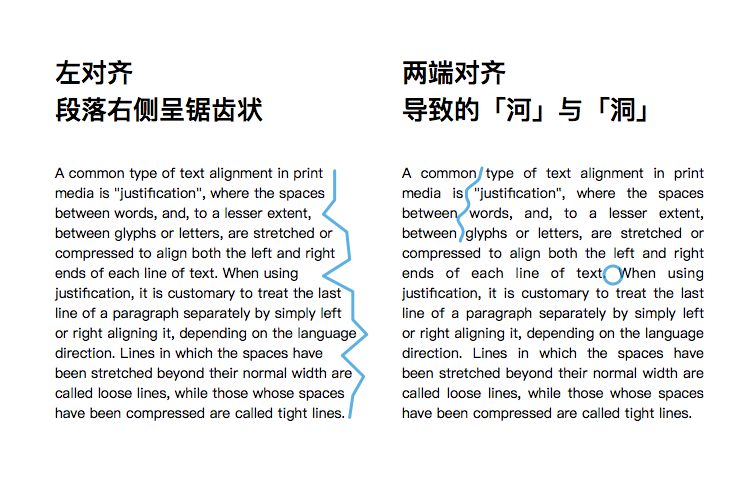 左对齐
段落右侧呈锯齿状
A common type of text alignment in print
media is "justification", where the spaces
between words, and, to a lesser extent,
between glyphs or letters, are stretched or
compressed to align both the left and right
ends of each line of text. When using
justification, it is customary to treat the last
line of a paragraph separately by simply left
or right aligning it, depending on the language
direction. Lines in which the spaces have
been stretched beyond their normal width are
called loose lines, while those whose spaces
have been compressed are called tight lines.
两端对齐
导致的「河」与「洞」
A common type of text alignment in print
media is "justification", where the spaces
between words, and, to a lesser extent,
between glyphs or letters, are stretched or
compressed to align both the left and right
ends of each line of text. When using
justification, it is customary to treat the last
line of a paragraph separately by simply left
or right aligning it, depending on the language
direction. Lines in which the spaces have
been stretched beyond their normal width are
called loose lines, while those whose spaces
have been compressed are called tight lines.